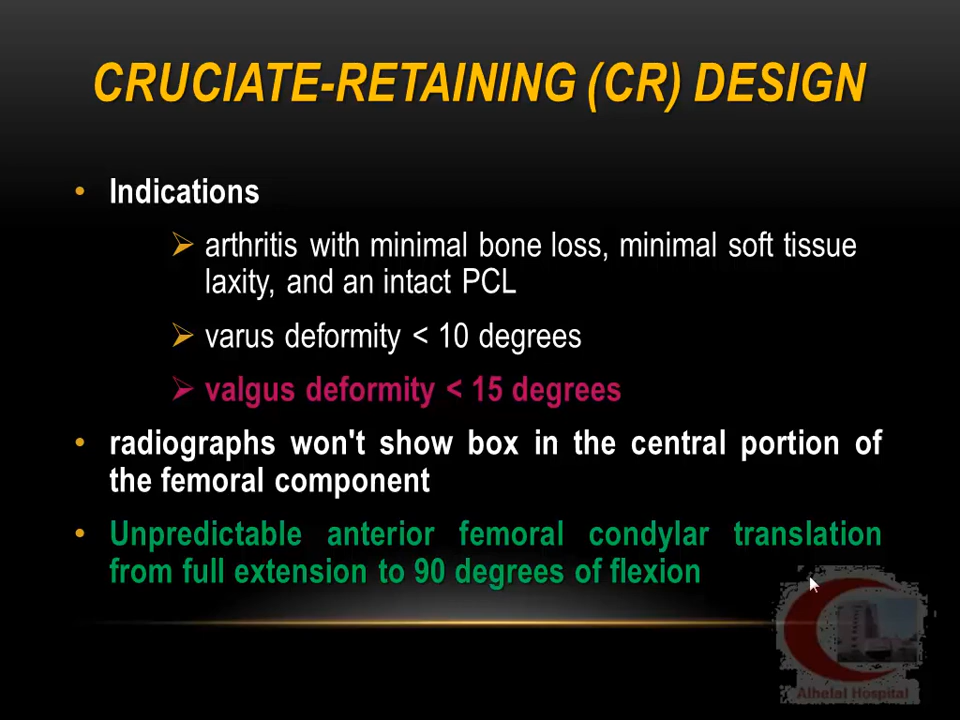 CRUCIATE-RETAINING (CR) DESIGN
• Indications
➢ arthritis with minimal bone loss, minimal soft tissue
laxity, and an intact PCL
➢ varus deformity < 10 degrees
➢ valgus deformity < 15 degrees
• radiographs won't show box in the central portion of
the femoral component
• Unpredictable anterior femoral condylar translation
from full extension to 90 degrees of flexion
Alhelal Hospital